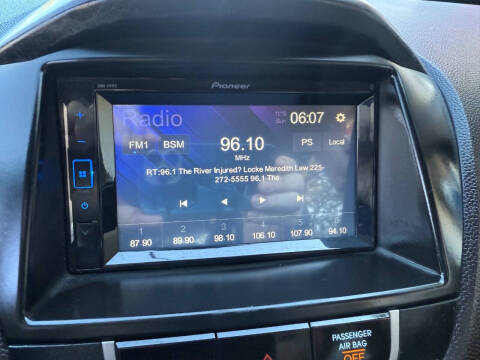 Pioneer
Radio
Sun
06:07
FM1 BSM
96.10
MHz
PS Local
RT:96.1 The River Injured? Locke Meredith Law 225-
272-5555 96.1 The
1 2 3 4 5 6
87.90 89.90 98.10 106.10 107.90 94.10
PASSENGER
AIR BAG
OFF